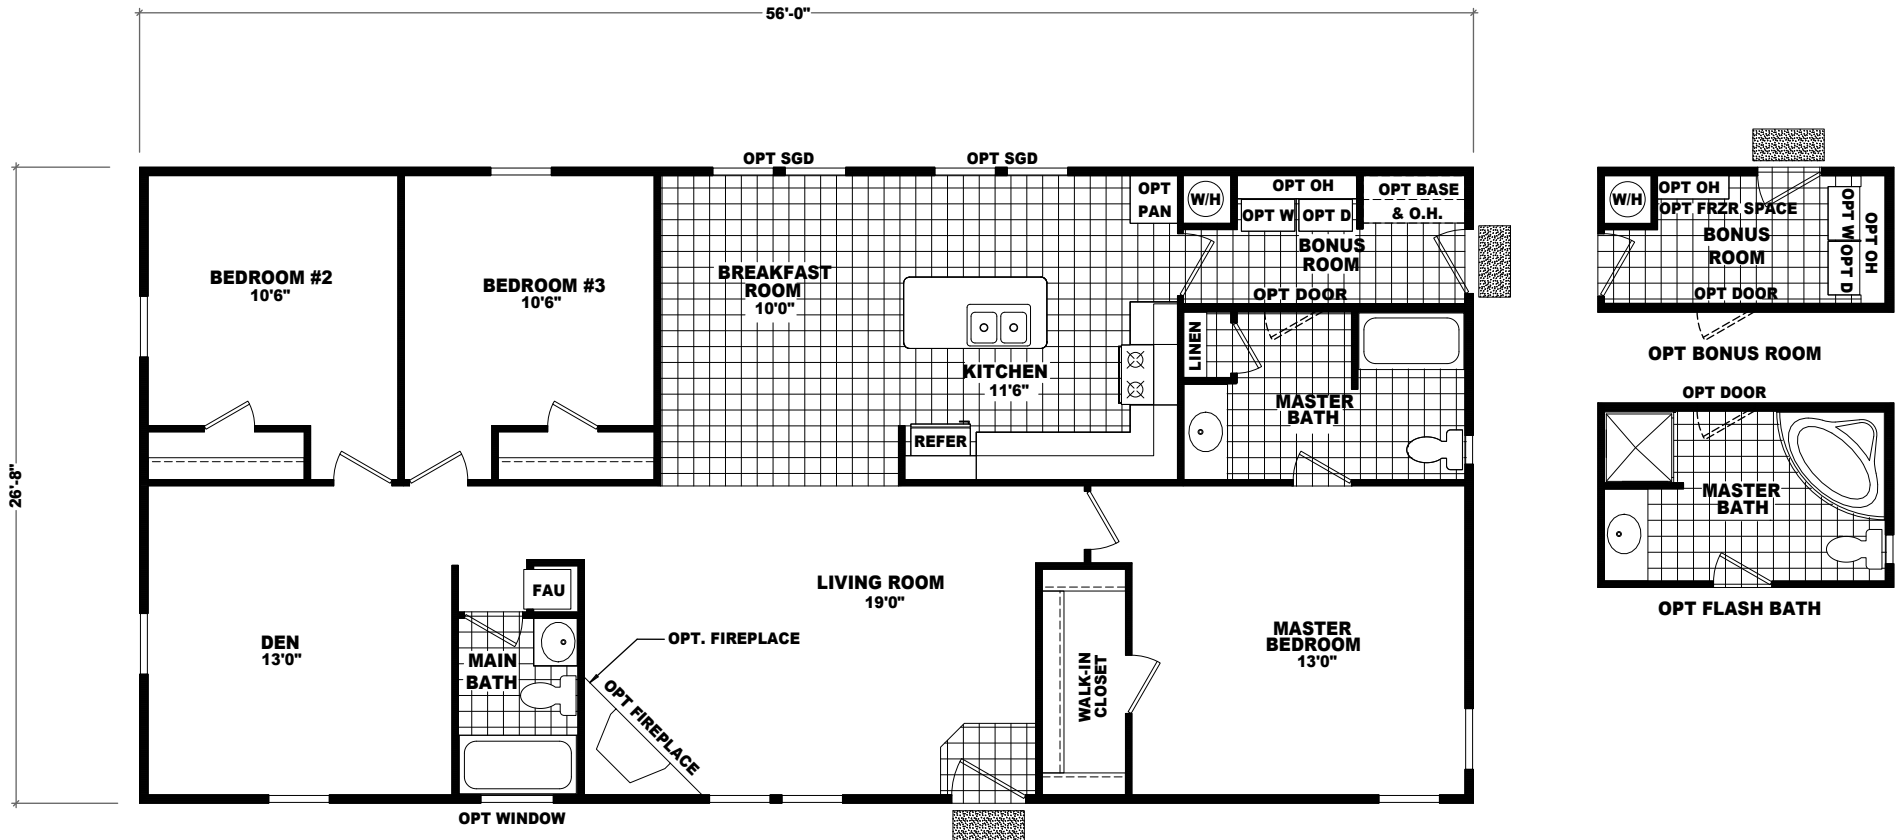 56'-0"
26'-8"
OPT SGD
OPT SGD
BEDROOM #2
10'6"
BEDROOM #3
10'6"
BREAKFAST
ROOM
10'0"
OPT
PAN
W/H
OPT OH
OPT W
OPT D
OPT BASE
& O.H.
BONUS
ROOM
OPT DOOR
KITCHEN
11'6"
REFER
LINEN
MASTER
BATH
DEN
13'0"
FAU
MAIN
BATH
OPT WINDOW
LIVING ROOM
19'0"
OPT. FIREPLACE
OPT FIREPLACE
WALK-IN
CLOSET
MASTER
BEDROOM
13'0"
W/H
OPT OH
OPT FRZR SPACE
BONUS
ROOM
OPT W
OPT D
OPT OH
OPT DOOR
OPT BONUS ROOM
OPT DOOR
MASTER
BATH
OPT FLASH BATH